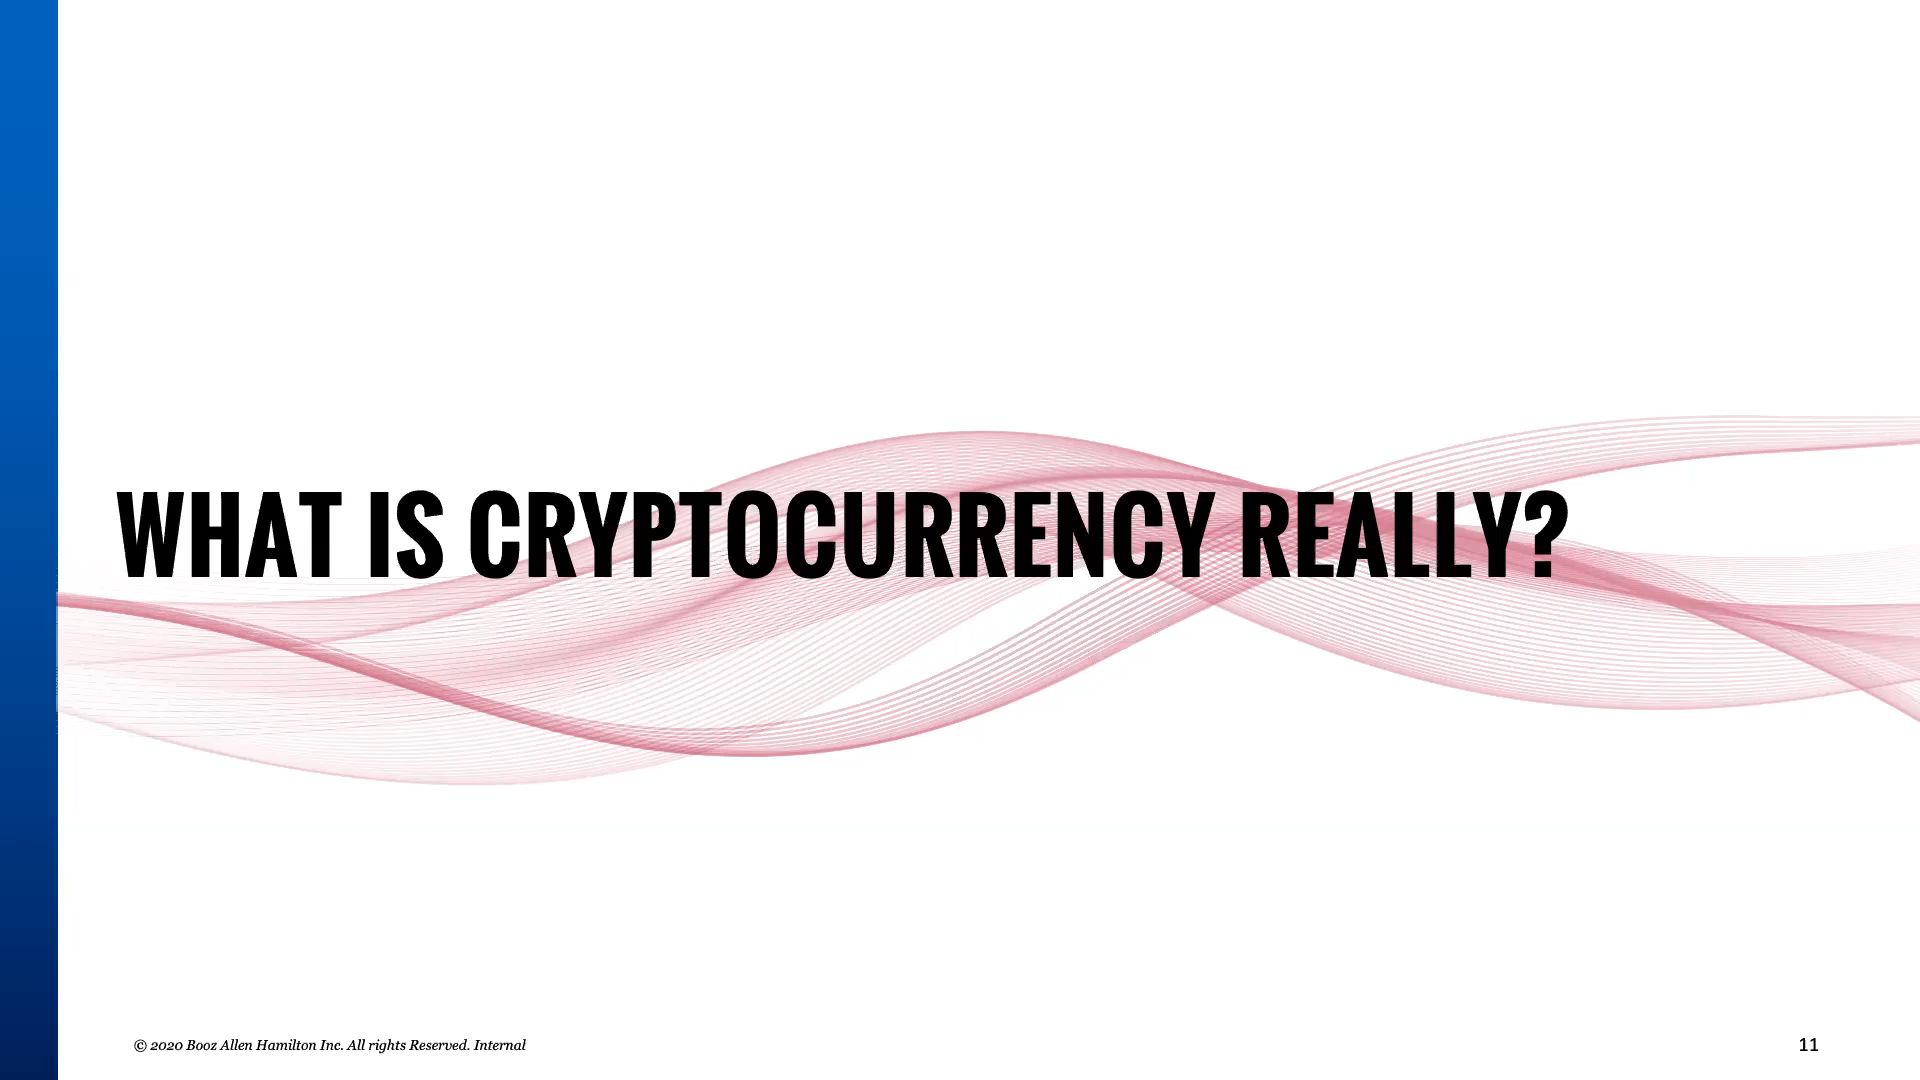 WHAT IS CRYPTOCURRENCY REALLY?
© 2020 Booz Allen Hamilton Inc. All rights Reserved. Internal
11